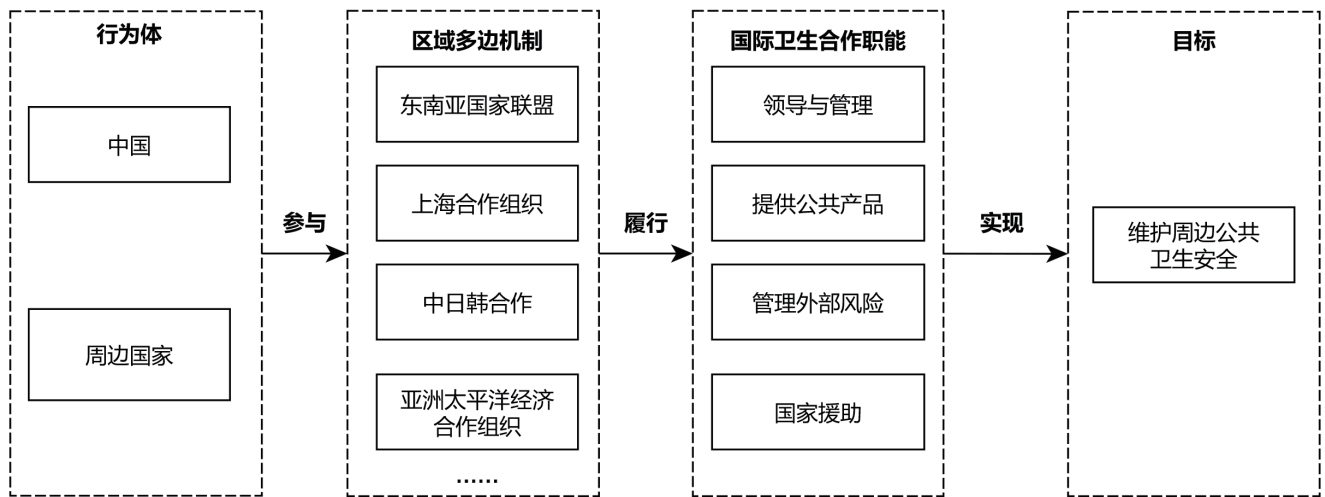 行为体
中国
周边国家
参与
区域多边机制
东南亚国家联盟
上海合作组织
中日韩合作
亚洲太平洋经济
合作组织
……
履行
国际卫生合作职能
领导与管理
提供公共产品
管理外部风险
国家援助
实现
目标
维护周边公共
卫生安全